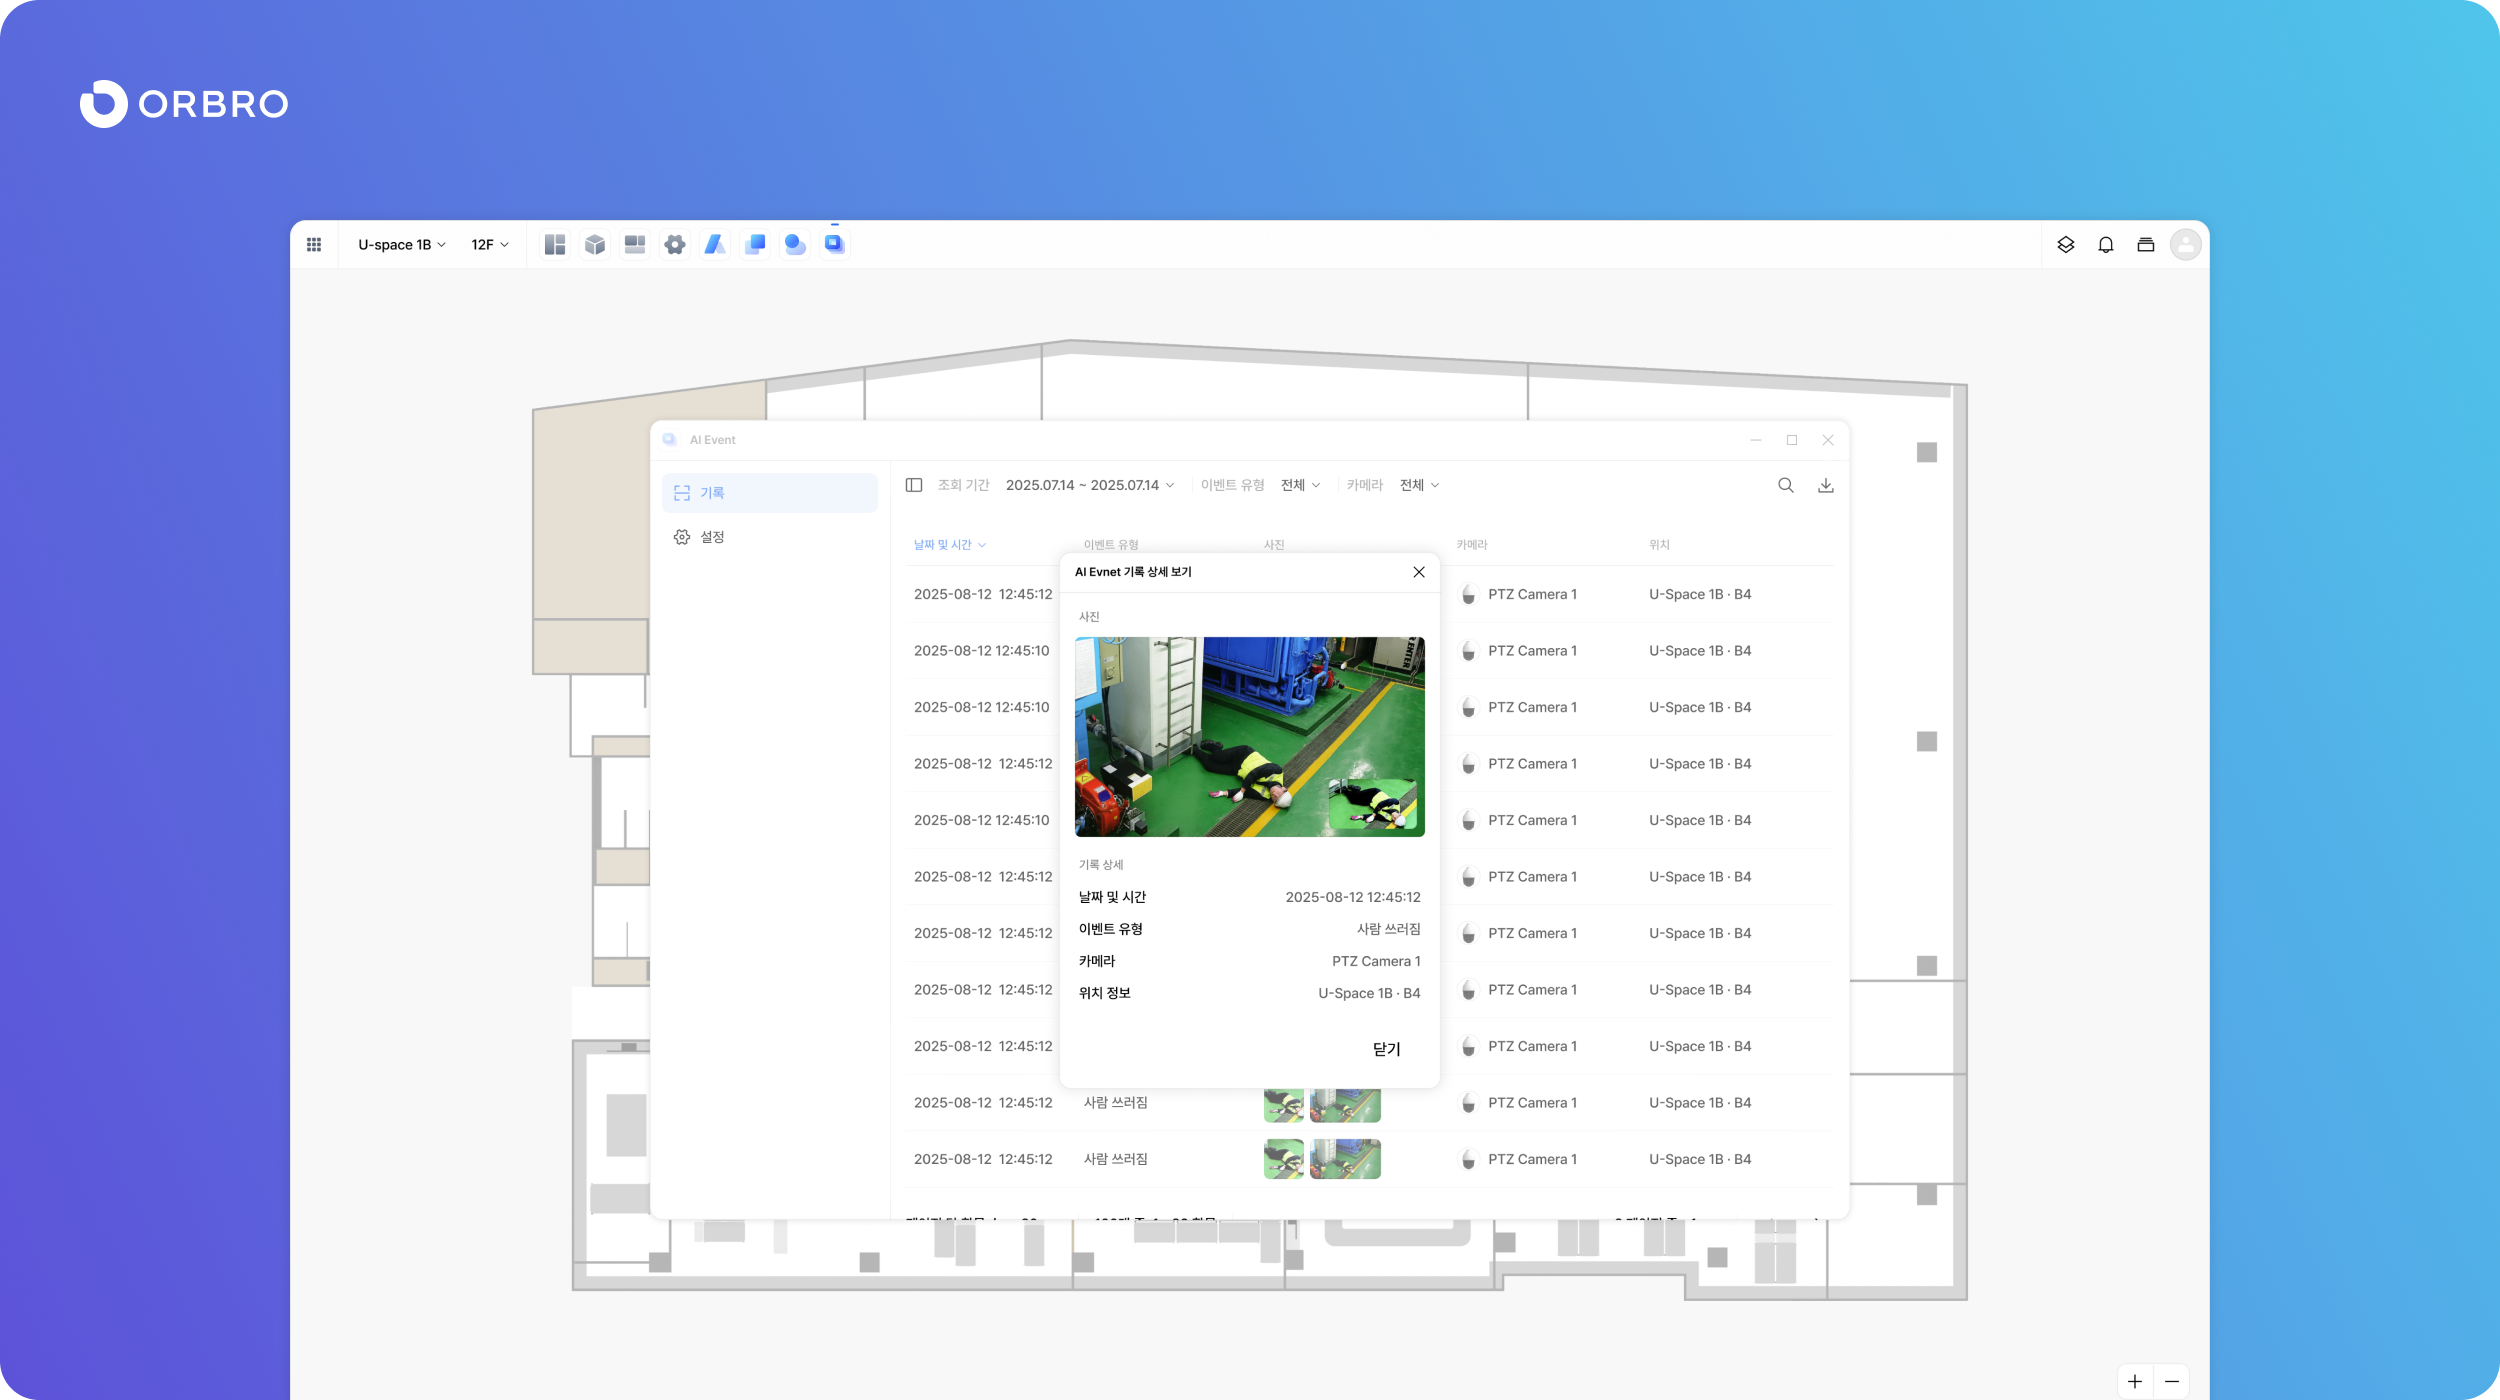 ORBRO
U-space 1B
12F
AI Event
기록
설정
조회 기간 2025.07.14 ~ 2025.07.14 이벤트 유형 전체 카메라 전체
날짜 및 시간 이벤트 유형 사진 카메라 위치
2025-08-12 12:45:12 PTZ Camera 1 U-Space 1B · B4
2025-08-12 12:45:10 PTZ Camera 1 U-Space 1B · B4
2025-08-12 12:45:10 PTZ Camera 1 U-Space 1B · B4
2025-08-12 12:45:12 PTZ Camera 1 U-Space 1B · B4
2025-08-12 12:45:10 PTZ Camera 1 U-Space 1B · B4
2025-08-12 12:45:12 PTZ Camera 1 U-Space 1B · B4
2025-08-12 12:45:12 PTZ Camera 1 U-Space 1B · B4
2025-08-12 12:45:12 PTZ Camera 1 U-Space 1B · B4
2025-08-12 12:45:12 PTZ Camera 1 U-Space 1B · B4
2025-08-12 12:45:12 사람 쓰러짐 PTZ Camera 1 U-Space 1B · B4
2025-08-12 12:45:12 사람 쓰러짐 PTZ Camera 1 U-Space 1B · B4
AI Evnet 기록 상세 보기
사진
기록 상세
날짜 및 시간 2025-08-12 12:45:12
이벤트 유형 사람 쓰러짐
카메라 PTZ Camera 1
위치 정보 U-Space 1B · B4
닫기